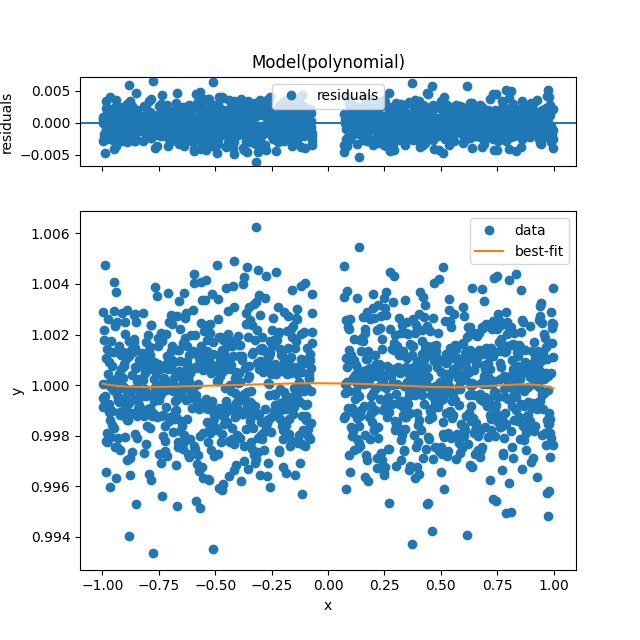 Model(polynomial)
residuals
0.005
0.000
−0.005
residuals
y
1.006
1.004
1.002
1.000
0.998
0.996
0.994
data
best-fit
−1.00 −0.75 −0.50 −0.25 0.00 0.25 0.50 0.75 1.00
x